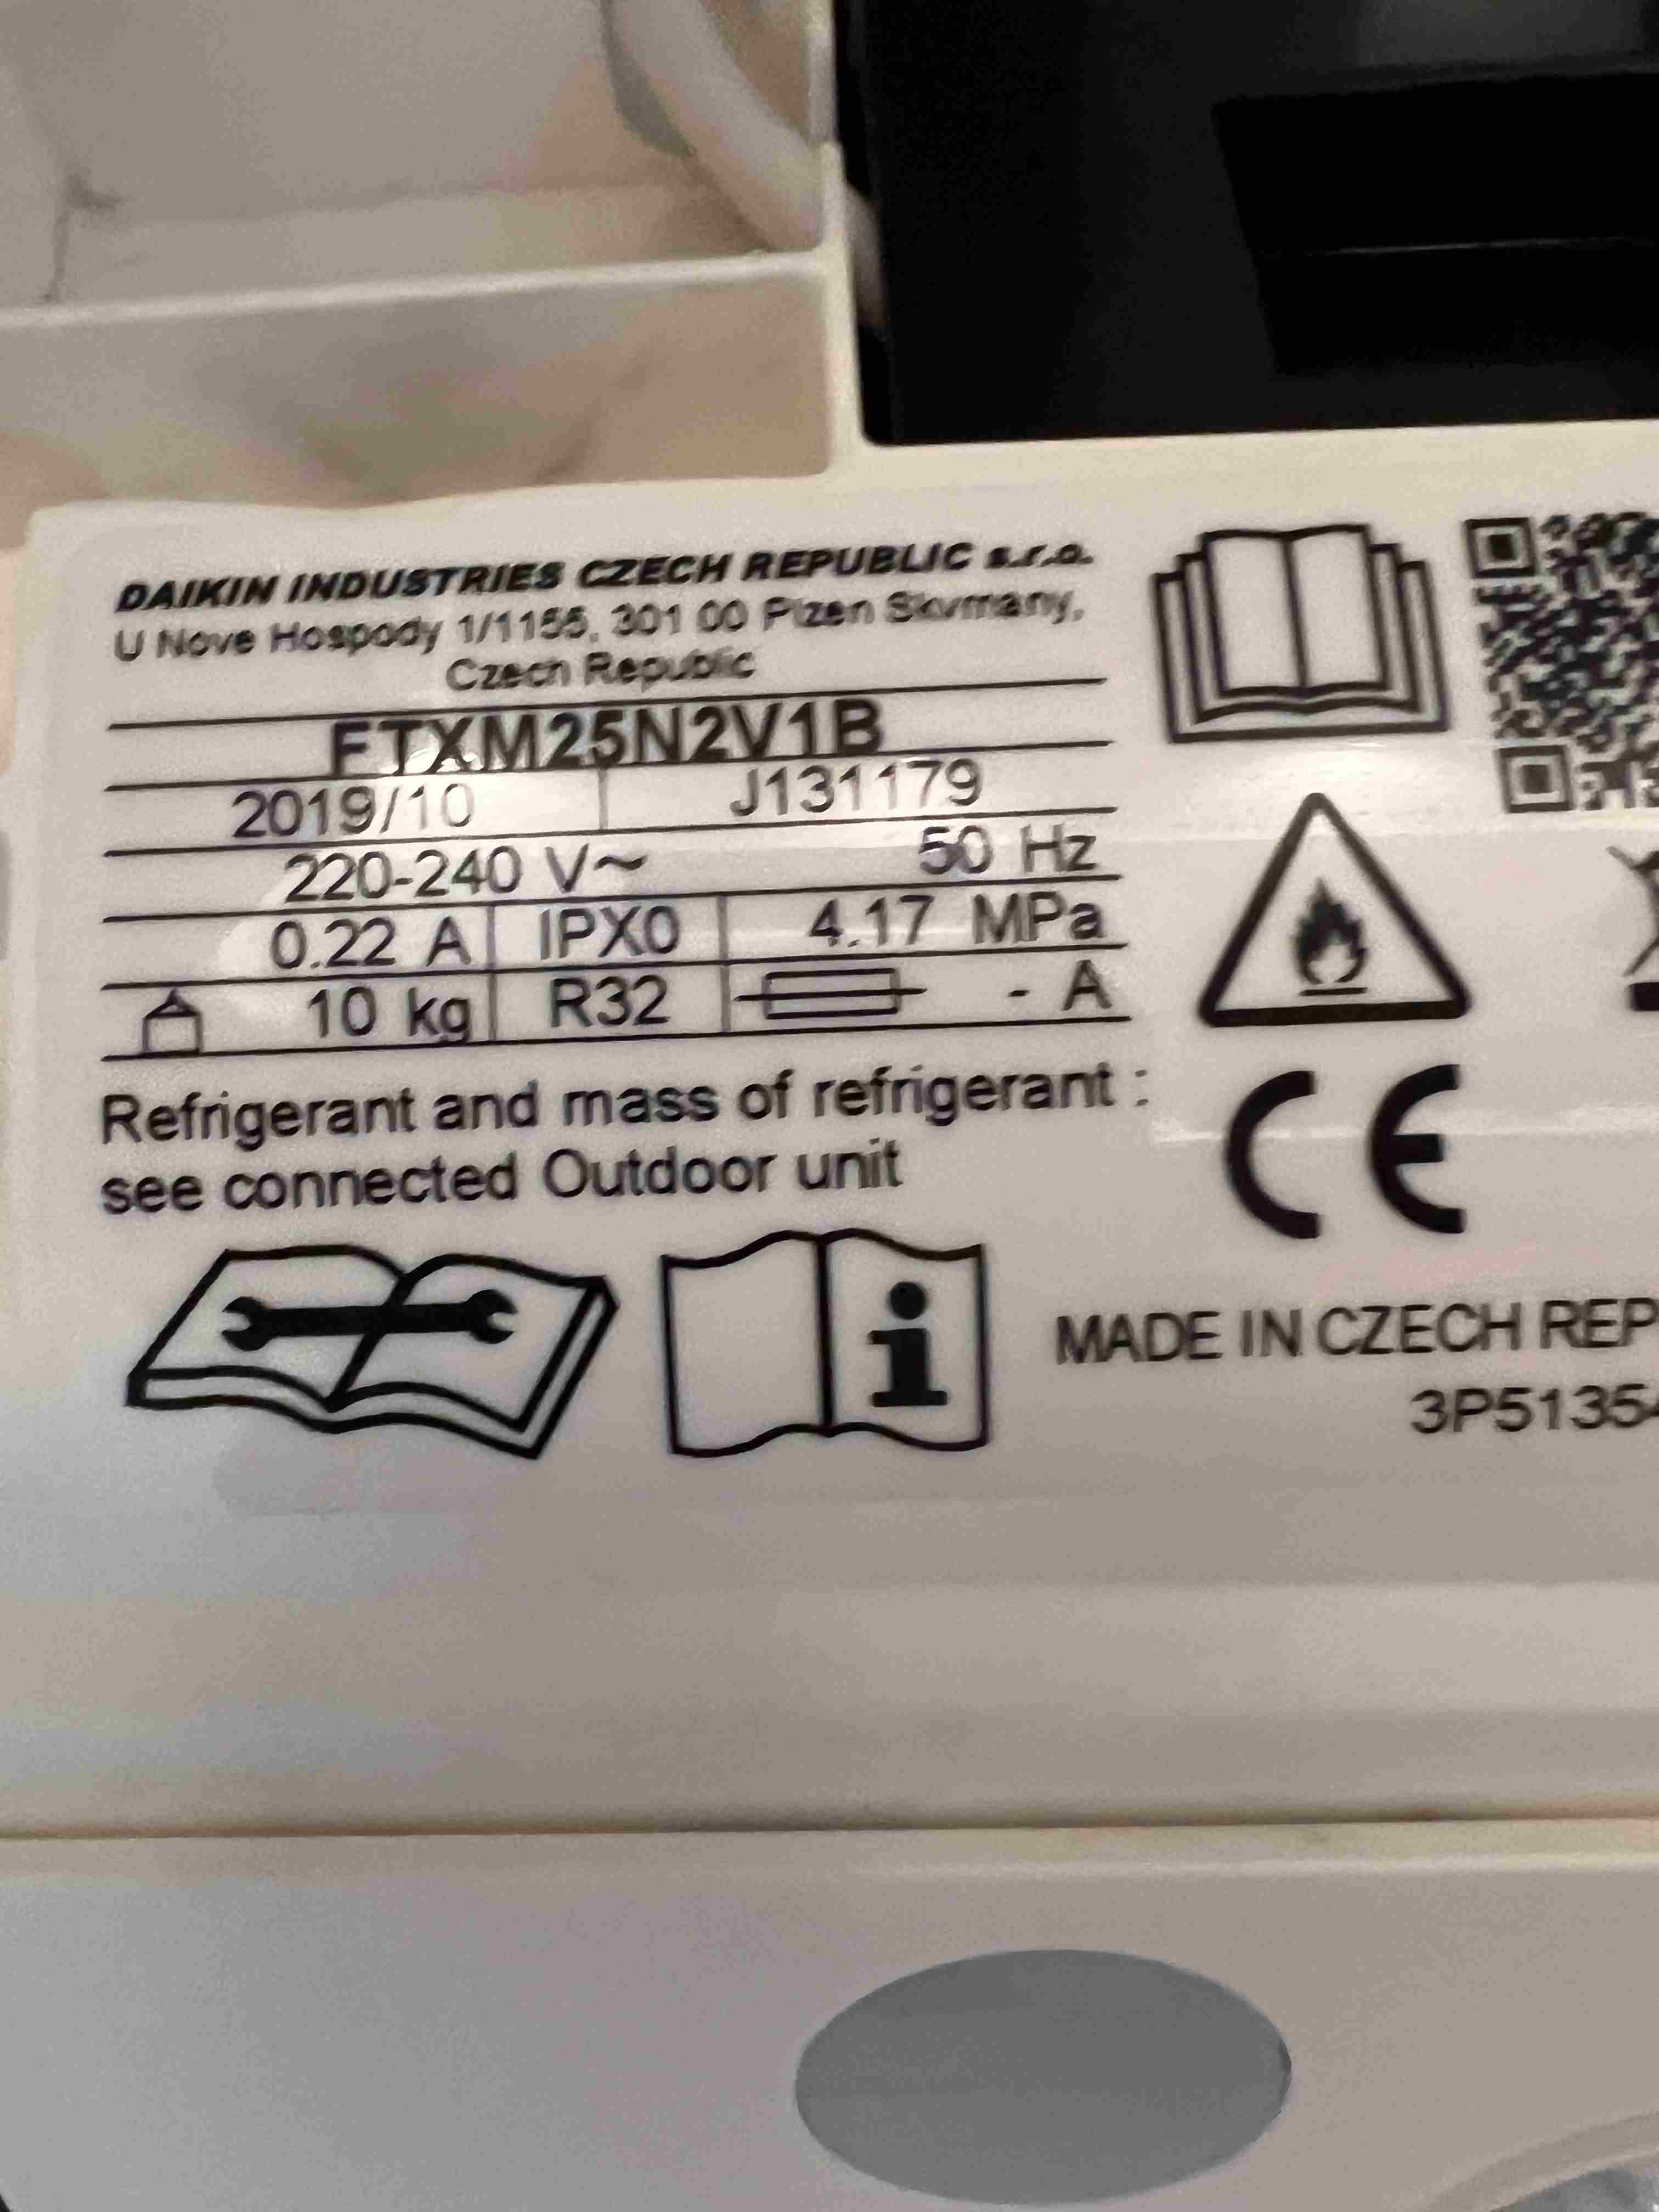 DAIKIN INDUSTRIES CZECH REPUBLIC s.r.o.
U Nove Hospody 1/1155, 301 00 Plzen Skvrnany,
Czech Republic
FTXM25N2V1B
2019/10 J131179
220-240 V~ 50 Hz
0.22 A IPX0 4.17 MPa
10 kg R32 - A
Refrigerant and mass of refrigerant :
see connected Outdoor unit
CE
MADE IN CZECH REP
3P5135